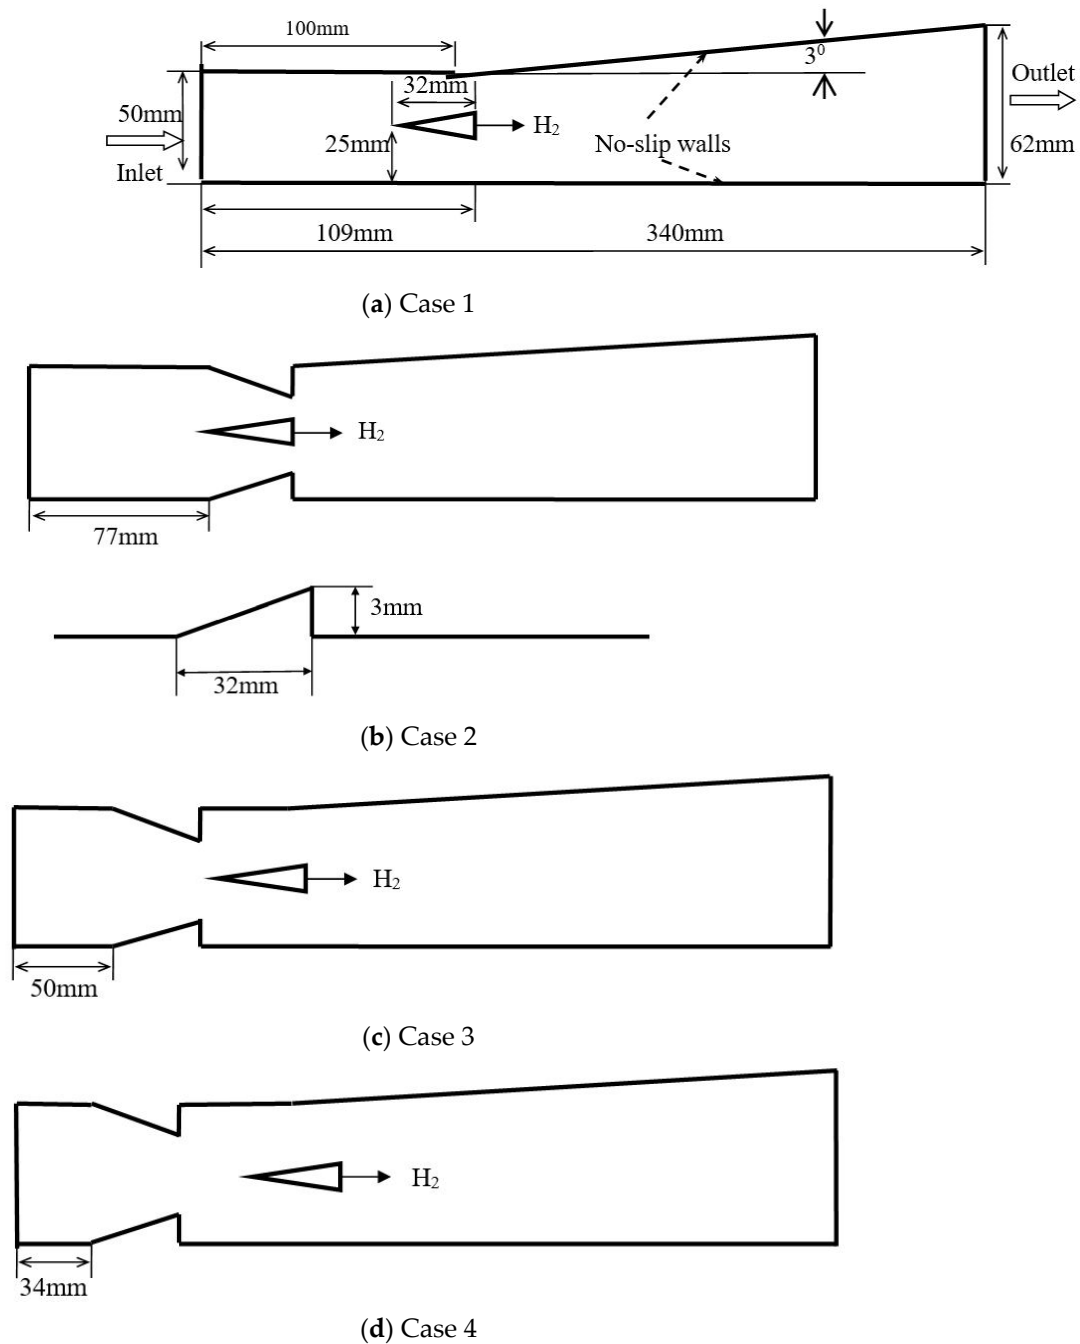 100mm
3⁰
32mm
Outlet
50mm
H₂
25mm
No-slip walls
62mm
Inlet
109mm
340mm
(a) Case 1
H₂
77mm
3mm
32mm
(b) Case 2
H₂
50mm
(c) Case 3
H₂
34mm
(d) Case 4